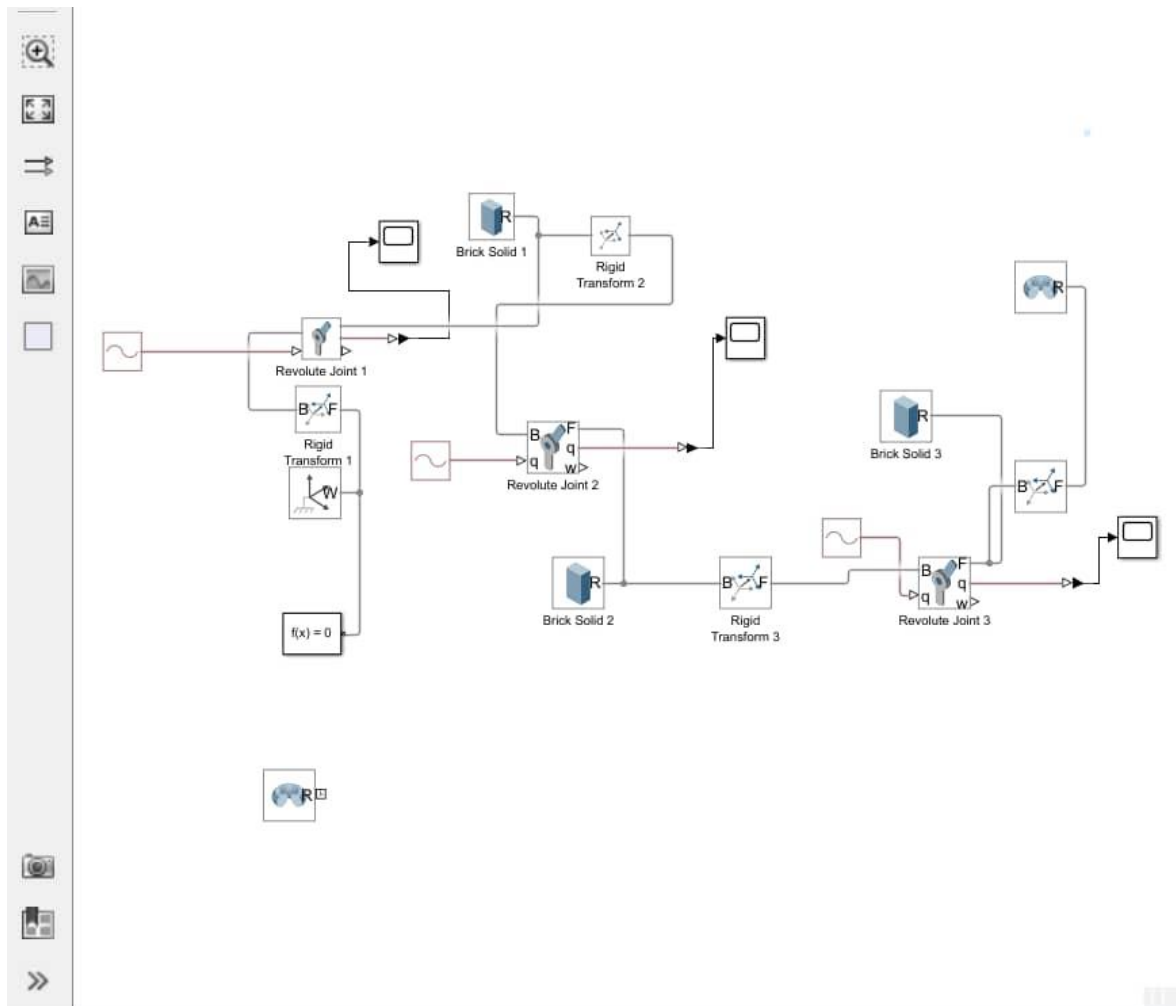 A
R
Brick Solid 1
Rigid
Transform 2
R
Revolute Joint 1
B F
Rigid
Transform 1
W
f(x) = 0
R
B F
q q
w
Revolute Joint 2
R
Brick Solid 3
B F
R
Brick Solid 2
B F
Rigid
Transform 3
B F
q q
w
Revolute Joint 3
R